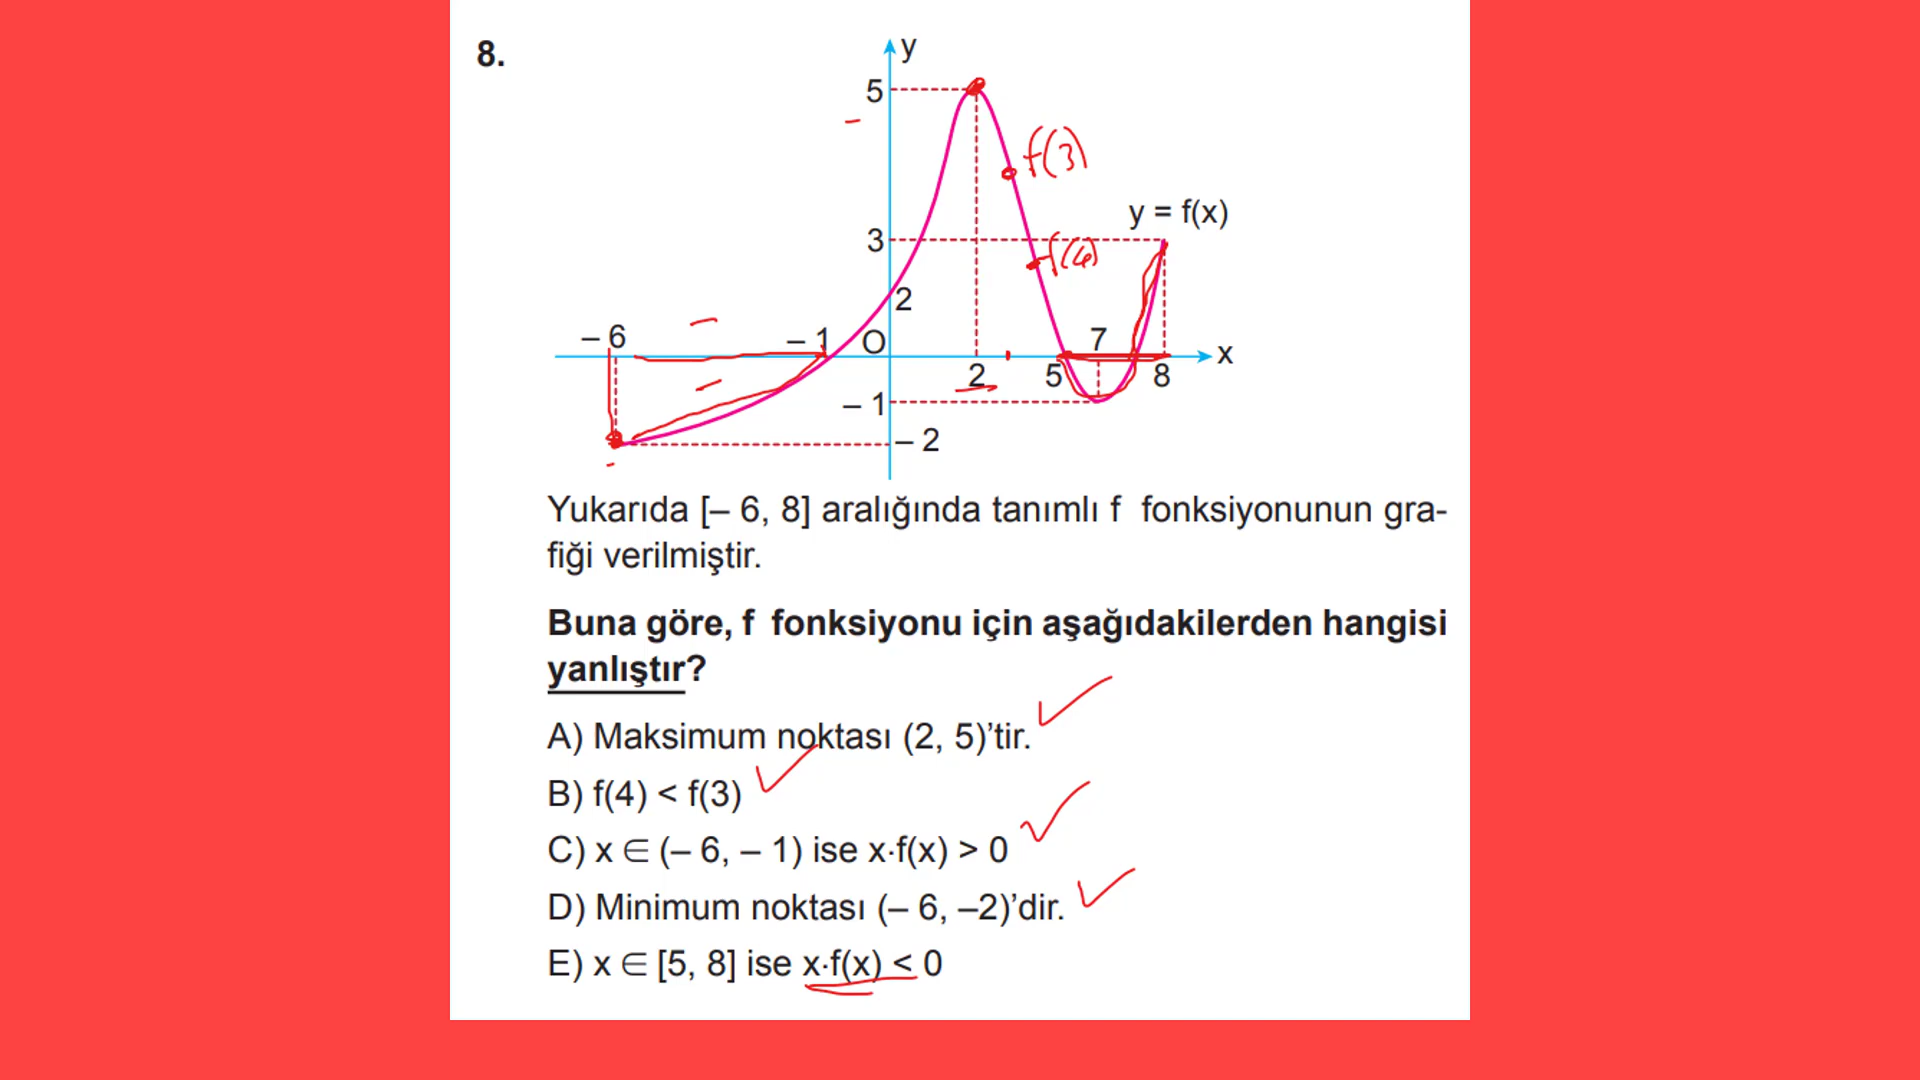 8.
y
5
f(3)
y = f(x)
3
f(4)
2
– 6
– 1
O
7
x
2
5
8
– 1
– 2
Yukarıda [– 6, 8] aralığında tanımlı f fonksiyonunun gra-
fiği verilmiştir.
Buna göre, f fonksiyonu için aşağıdakilerden hangisi
yanlıştır?
A) Maksimum noktası (2, 5)’tir.
B) f(4) < f(3)
C) x ∈ (– 6, – 1) ise x·f(x) > 0
D) Minimum noktası (– 6, –2)’dir.
E) x ∈ [5, 8] ise x·f(x) < 0